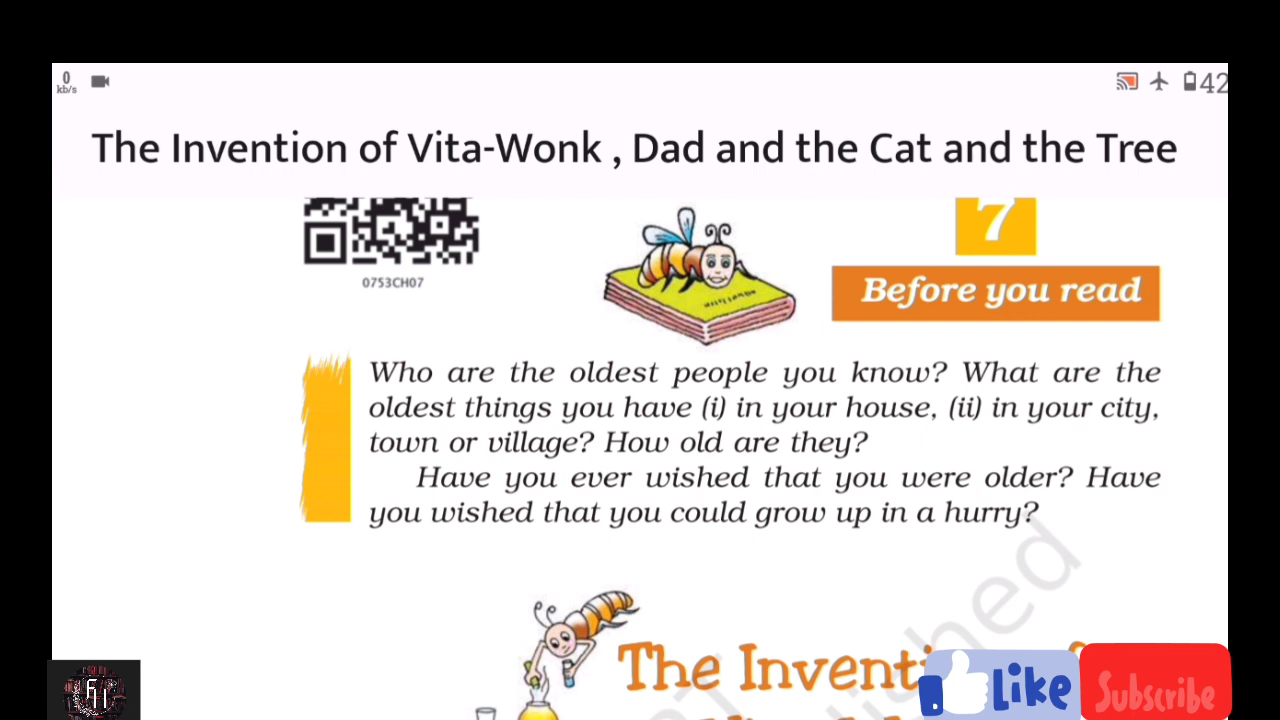 0
kb/s
42
The Invention of Vita-Wonk , Dad and the Cat and the Tree
7
0753CH07
Before you read
Who are the oldest people you know? What are the
oldest things you have (i) in your house, (ii) in your city,
town or village? How old are they?
Have you ever wished that you were older? Have
you wished that you could grow up in a hurry?
The
Like
Subscribe